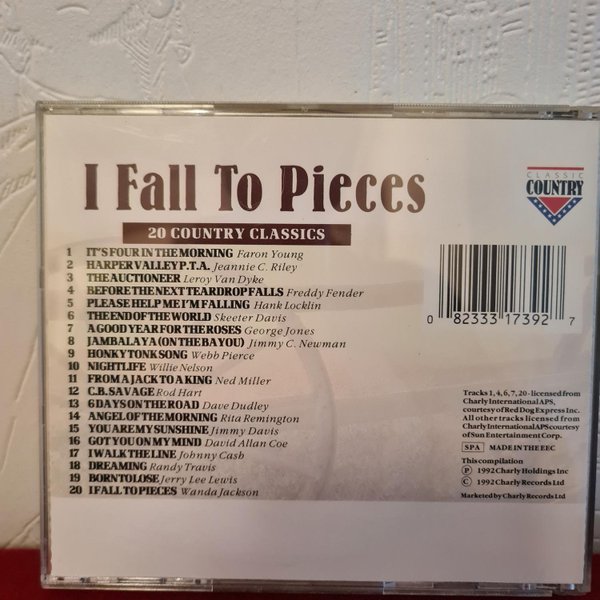 I Fall To Pieces
20 COUNTRY CLASSICS
CLASSIC
COUNTRY
1 IT'S FOUR IN THE MORNING Faron Young
2 HARPER VALLEY P.T.A. Jeannie C. Riley
3 THE AUCTIONEER Leroy Van Dyke
4 BEFORE THE NEXT TEARDROP FALLS Freddy Fender
5 PLEASE HELP ME I'M FALLING Hank Locklin
6 THE END OF THE WORLD Skeeter Davis
7 A GOOD YEAR FOR THE ROSES George Jones
8 JAMBALAYA (ON THE BAYOU) Jimmy C. Newman
9 HONKY TONK SONG Webb Pierce
10 NIGHTLIFE Willie Nelson
11 FROM A JACK TO A KING Ned Miller
12 C.B. SAVAGE Rod Hart
13 6 DAYS ON THE ROAD Dave Dudley
14 ANGEL OF THE MORNING Rita Remington
15 YOU ARE MY SUNSHINE Jimmy Davis
16 GOT YOU ON MY MIND David Allan Coe
17 I WALK THE LINE Johnny Cash
18 DREAMING Randy Travis
19 BORN TO LOSE Jerry Lee Lewis
20 I FALL TO PIECES Wanda Jackson
0 82333 17392 7
Tracks 1, 4, 6, 7, 20 - licensed from
Charly International APS,
courtesy of Red Dog Express Inc.
All other tracks licensed from
Charly International APS courtesy
of Sun Entertainment Corp.
SPA MADE IN THE EEC
This compilation
℗ 1992 Charly Holdings Inc
© 1992 Charly Records Ltd
Marketed by Charly Records Ltd